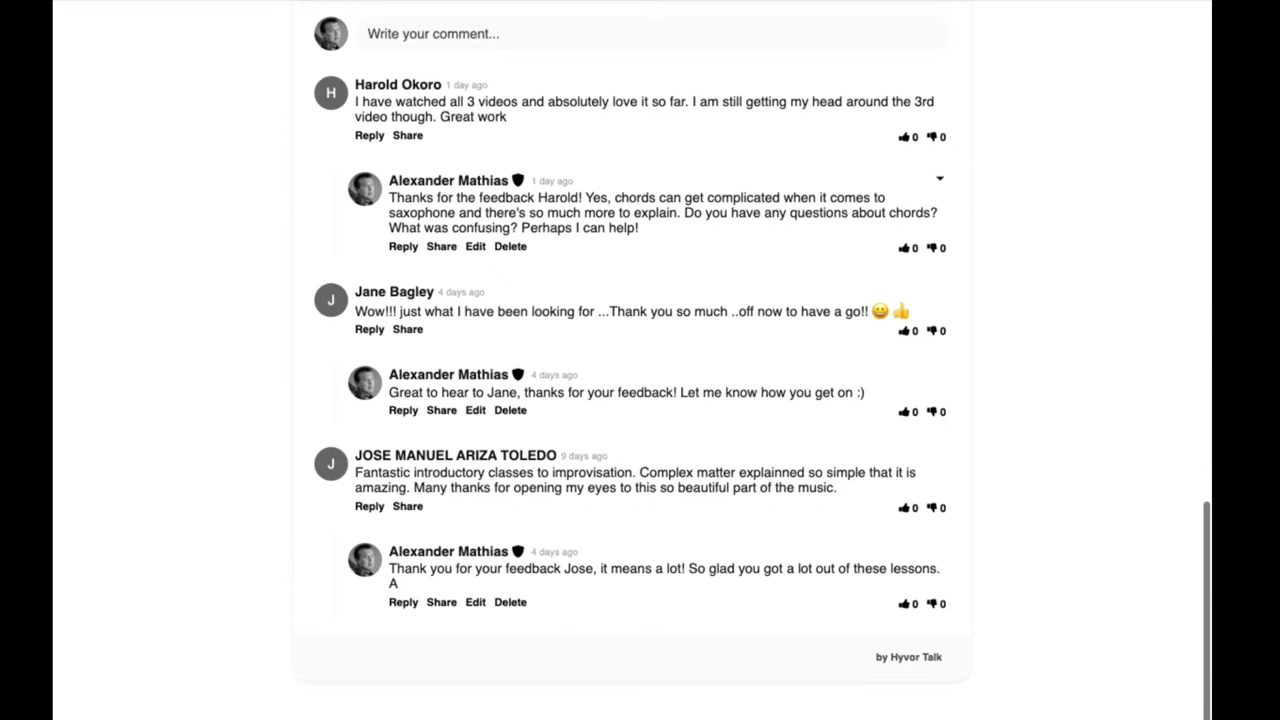 Write your comment...
H
Harold Okoro 1 day ago
I have watched all 3 videos and absolutely love it so far. I am still getting my head around the 3rd
video though. Great work
Reply Share
0 0
Alexander Mathias 1 day ago
Thanks for the feedback Harold! Yes, chords can get complicated when it comes to
saxophone and there's so much more to explain. Do you have any questions about chords?
What was confusing? Perhaps I can help!
Reply Share Edit Delete
0 0
J
Jane Bagley 4 days ago
Wow!!! just what I have been looking for ...Thank you so much ..off now to have a go!! 😀 👍
Reply Share
0 0
Alexander Mathias 4 days ago
Great to hear to Jane, thanks for your feedback! Let me know how you get on :)
Reply Share Edit Delete
0 0
J
JOSE MANUEL ARIZA TOLEDO 9 days ago
Fantastic introductory classes to improvisation. Complex matter explainned so simple that it is
amazing. Many thanks for opening my eyes to this so beautiful part of the music.
Reply Share
0 0
Alexander Mathias 4 days ago
Thank you for your feedback Jose, it means a lot! So glad you got a lot out of these lessons.
A
Reply Share Edit Delete
0 0
by Hyvor Talk